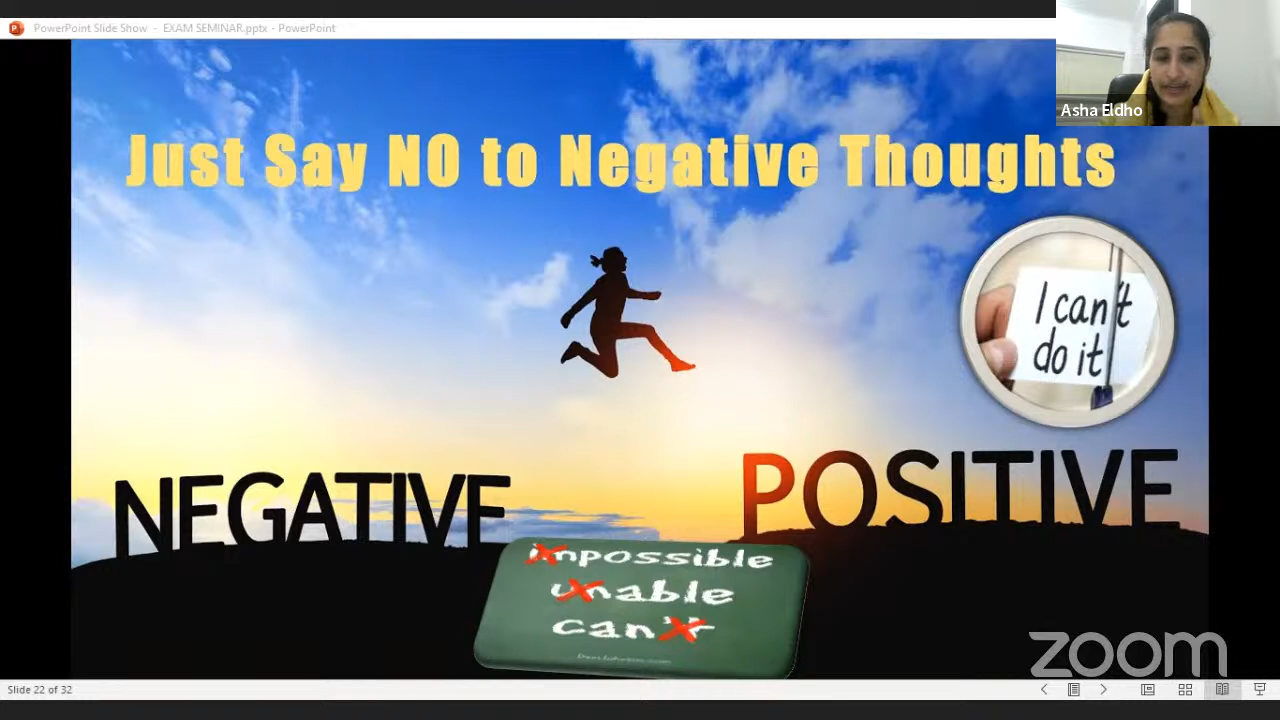 PowerPoint Slide Show - EXAM SEMINAR.pptx - PowerPoint
Asha Eldho
Just Say NO to Negative Thoughts
I can't
do it
NEGATIVE
POSITIVE
impossible
unable
can't
zoom
Slide 22 of 32